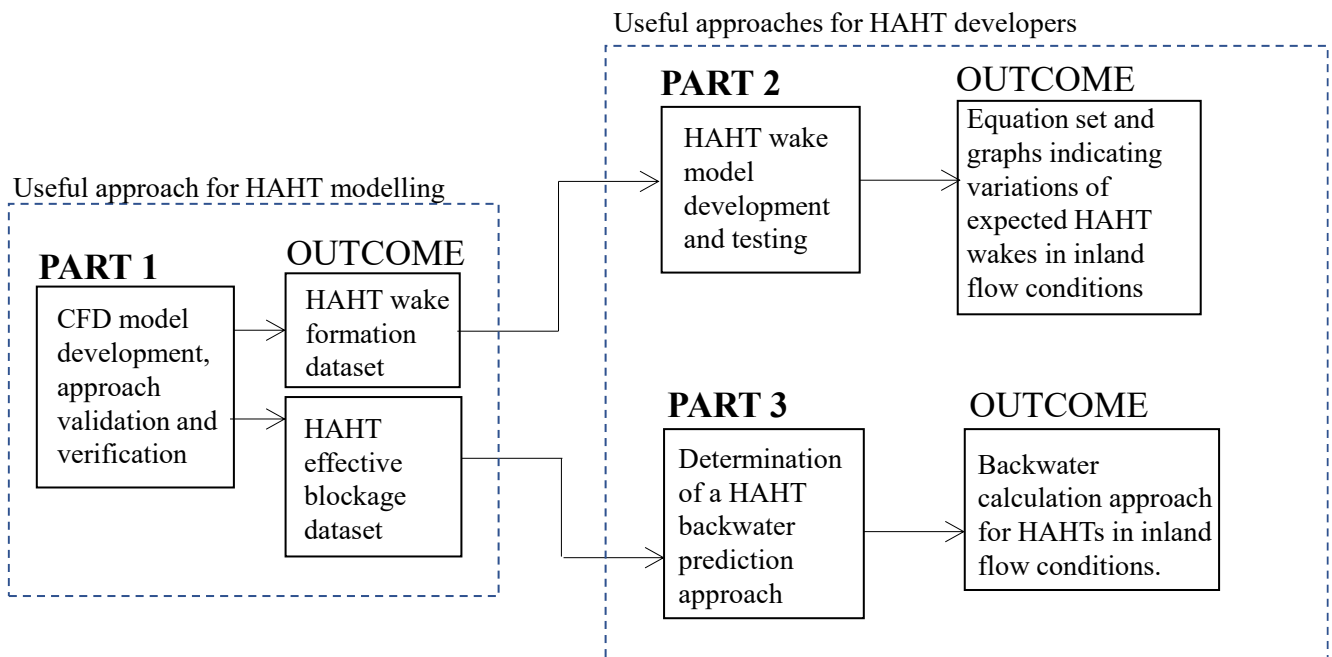 Useful approach for HAHT modelling
PART 1
CFD model
development,
approach
validation and
verification
OUTCOME
HAHT wake
formation
dataset
HAHT
effective
blockage
dataset
Useful approaches for HAHT developers
PART 2
HAHT wake
model
development
and testing
OUTCOME
Equation set and
graphs indicating
variations of
expected HAHT
wakes in inland
flow conditions
PART 3
Determination
of a HAHT
backwater
prediction
approach
OUTCOME
Backwater
calculation approach
for HAHTs in inland
flow conditions.